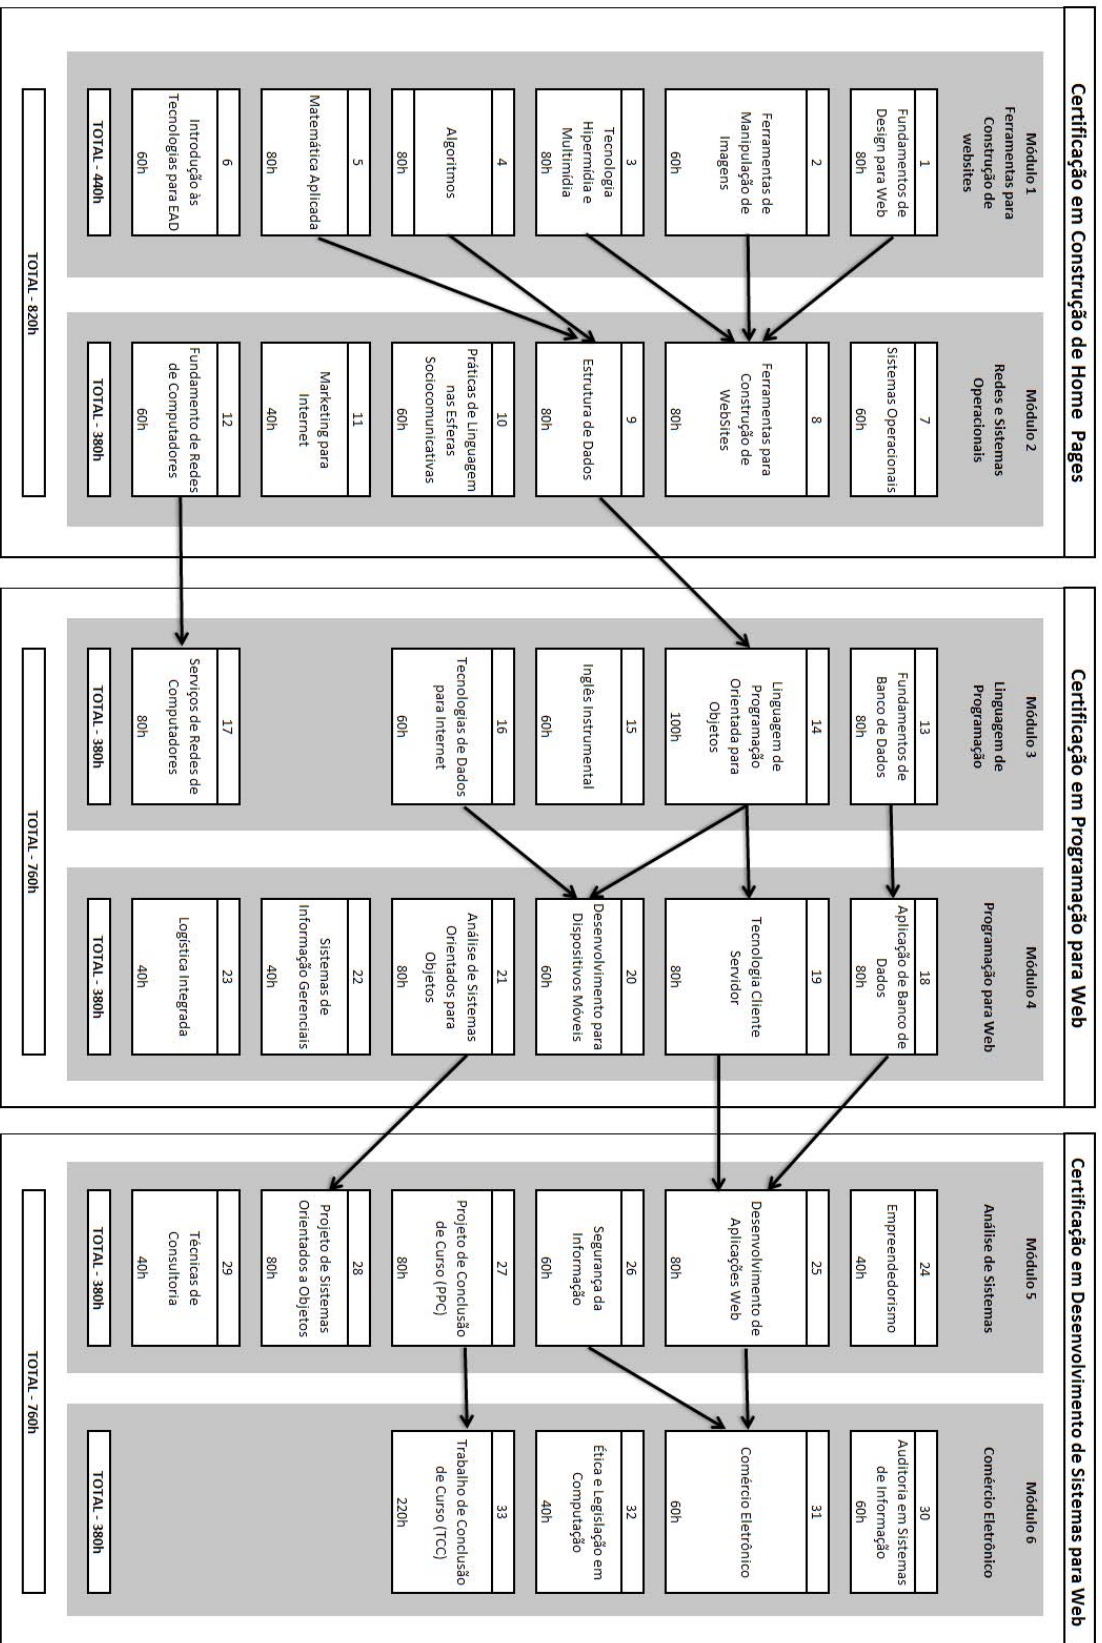 Certificação em Construção de Home Pages
Módulo 1
Ferramentas para
Construção de
websites
1
Fundamentos de
Design para Web
80h
2
Ferramentas de
Manipulação de
Imagens
60h
3
Tecnologia
Hipermídia e
Multimídia
80h
4
Algoritmos
80h
5
Matemática Aplicada
80h
6
Introdução às
Tecnologias para EAD
60h
TOTAL - 440h
Módulo 2
Redes e Sistemas
Operacionais
7
Sistemas Operacionais
60h
8
Ferramentas para
Construção de
WebSites
80h
9
Estrutura de Dados
80h
10
Práticas de Linguagem
nas Esferas
Sociocomunicativas
60h
11
Marketing para
Internet
40h
12
Fundamento de Redes
de Computadores
60h
TOTAL - 380h
TOTAL - 820h
Certificação em Programação para Web
Módulo 3
Linguagem de
Programação
13
Fundamentos de
Banco de Dados
80h
14
Linguagem de
Programação
Orientada para
Objetos
100h
15
Inglês Instrumental
60h
16
Tecnologias de Dados
para Internet
60h
17
Serviços de Redes de
Computadores
80h
TOTAL - 380h
Módulo 4
Programação para Web
18
Aplicação de Banco de
Dados
80h
19
Tecnologia Cliente
Servidor
80h
20
Desenvolvimento para
Dispositivos Móveis
60h
21
Análise de Sistemas
Orientados para
Objetos
80h
22
Sistemas de
Informação Gerenciais
40h
23
Logística Integrada
40h
TOTAL - 380h
TOTAL - 760h
Certificação em Desenvolvimento de Sistemas para Web
Módulo 5
Análise de Sistemas
24
Empreendedorismo
40h
25
Desenvolvimento de
Aplicações Web
80h
26
Segurança da
Informação
60h
27
Projeto de Conclusão
de Curso (PPC)
80h
28
Projeto de Sistemas
Orientados a Objetos
80h
29
Técnicas de
Consultoria
40h
TOTAL - 380h
Módulo 6
Comércio Eletrônico
30
Auditoria em Sistemas
de Informação
60h
31
Comércio Eletrônico
60h
32
Ética e Legislação em
Computação
40h
33
Trabalho de Conclusão
de Curso (TCC)
220h
TOTAL - 380h
TOTAL - 760h